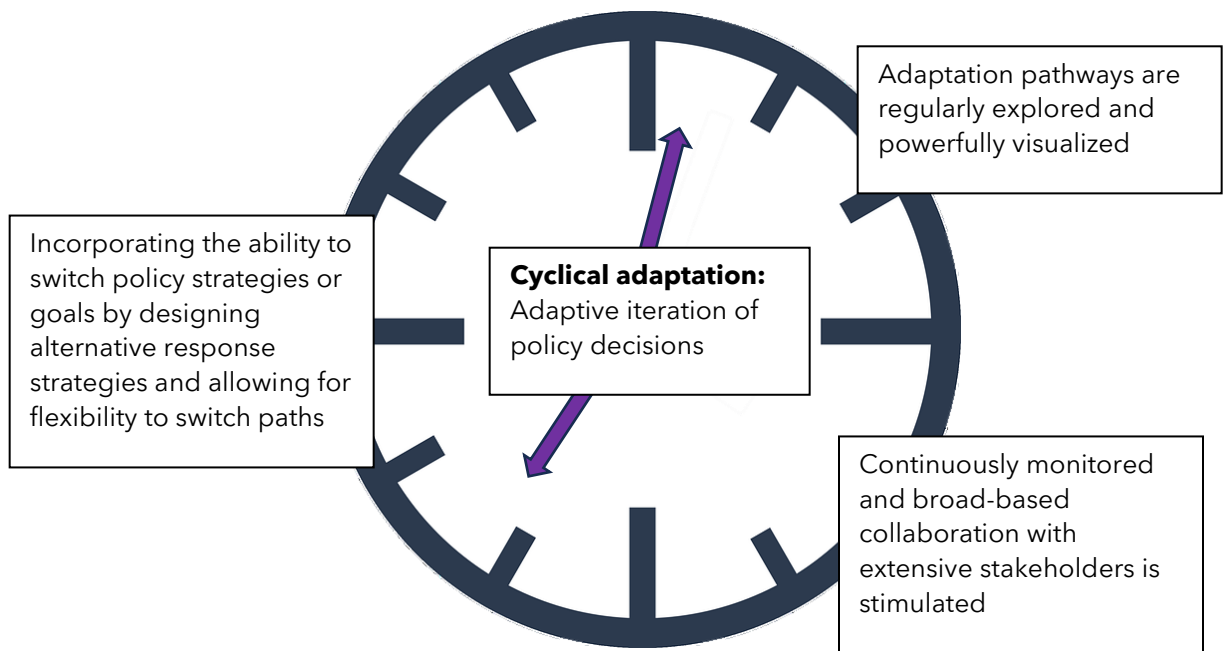 Adaptation pathways are
regularly explored and
powerfully visualized
Incorporating the ability to
switch policy strategies or
goals by designing
alternative response
strategies and allowing for
flexibility to switch paths
Cyclical adaptation:
Adaptive iteration of
policy decisions
Continuously monitored
and broad-based
collaboration with
extensive stakeholders is
stimulated